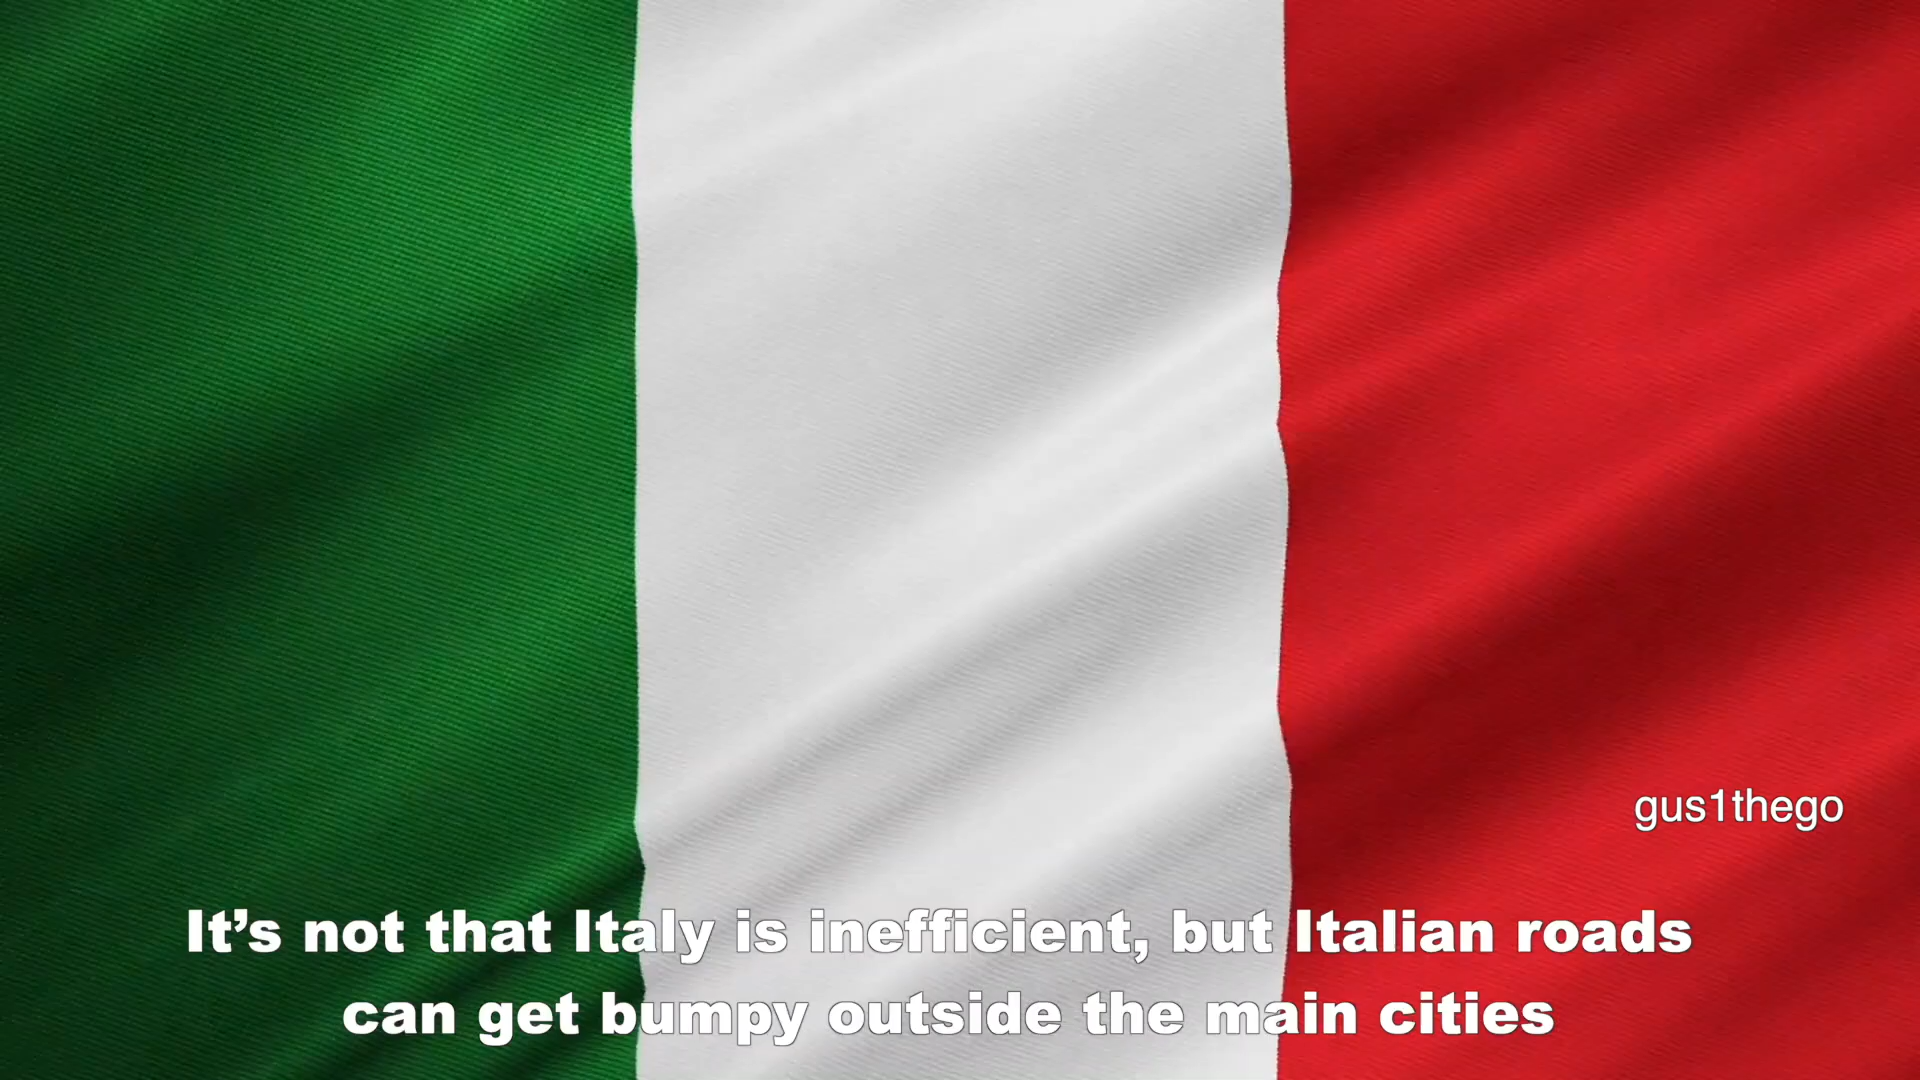 gus1thego
It’s not that Italy is inefficient, but Italian roads
can get bumpy outside the main cities